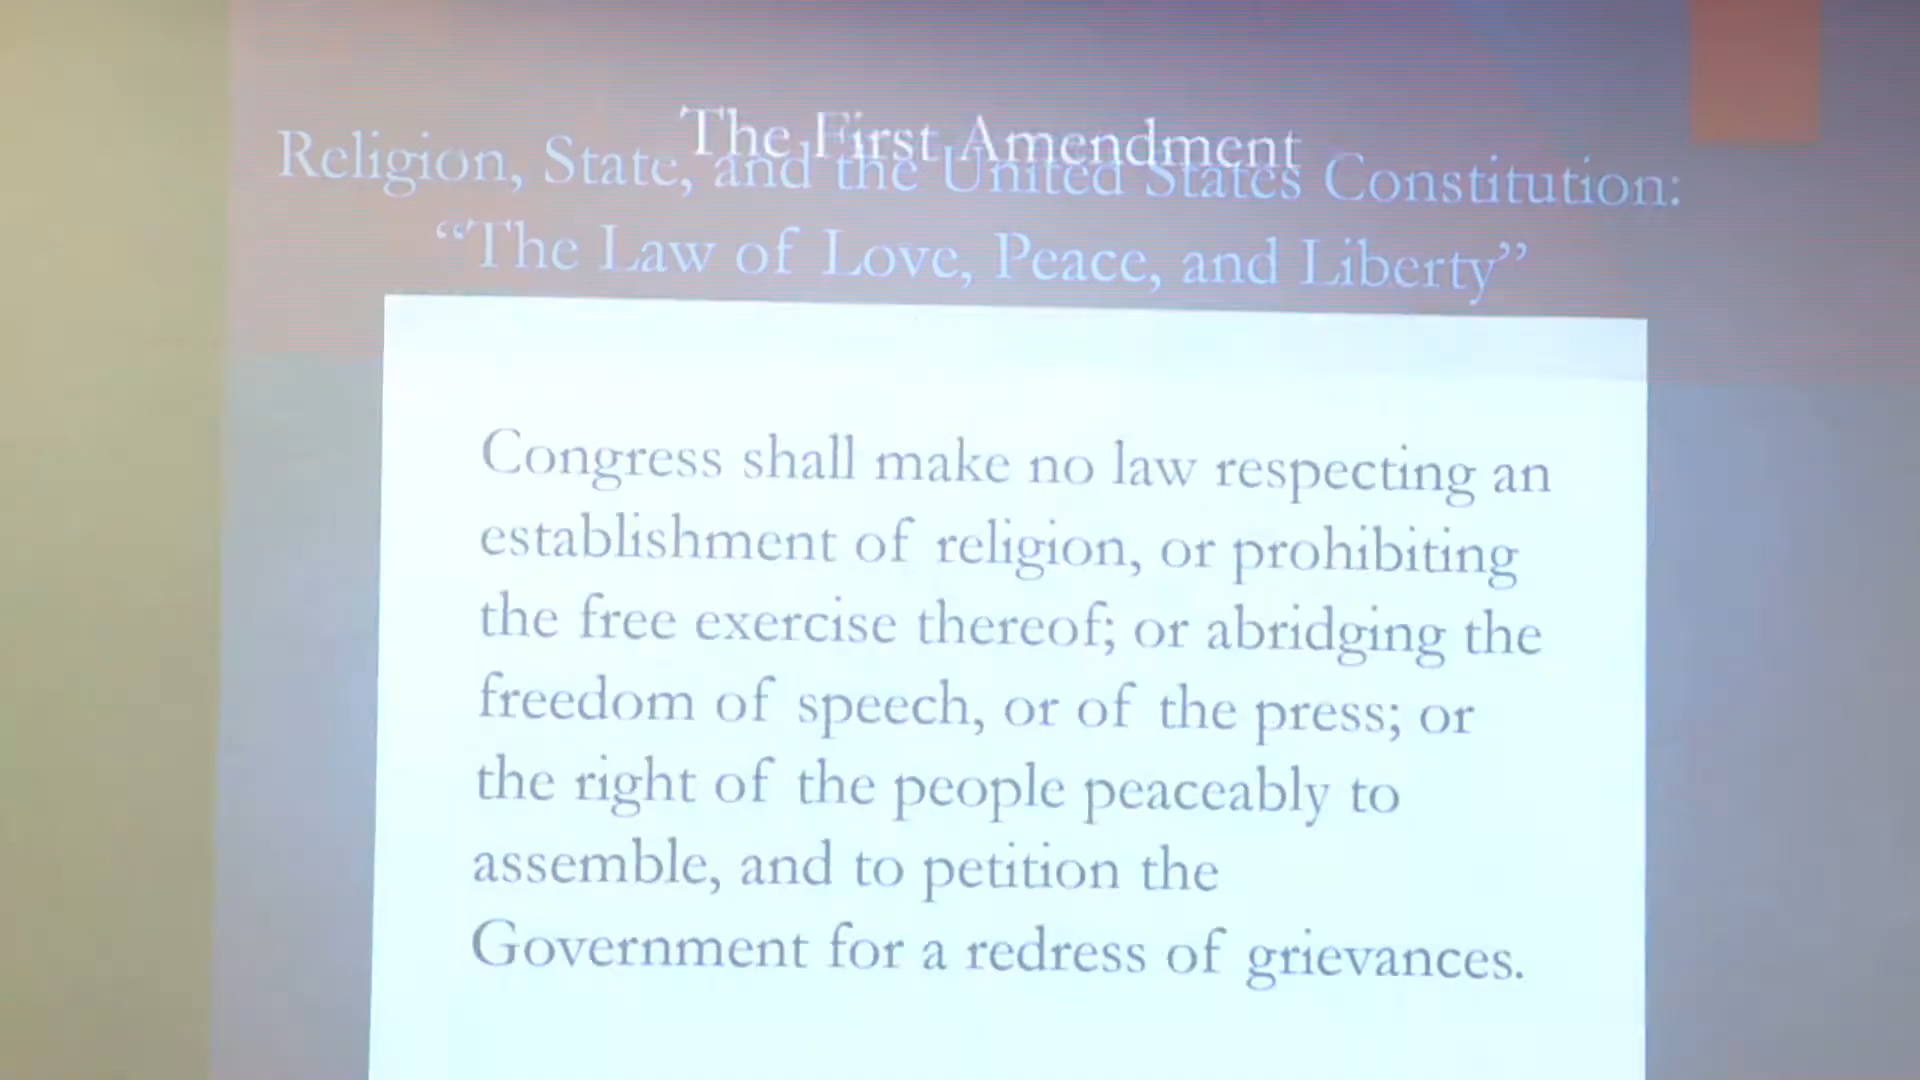 The First Amendment
Religion, State, and the United States Constitution:
“The Law of Love, Peace, and Liberty”
Congress shall make no law respecting an
establishment of religion, or prohibiting
the free exercise thereof; or abridging the
freedom of speech, or of the press; or
the right of the people peaceably to
assemble, and to petition the
Government for a redress of grievances.